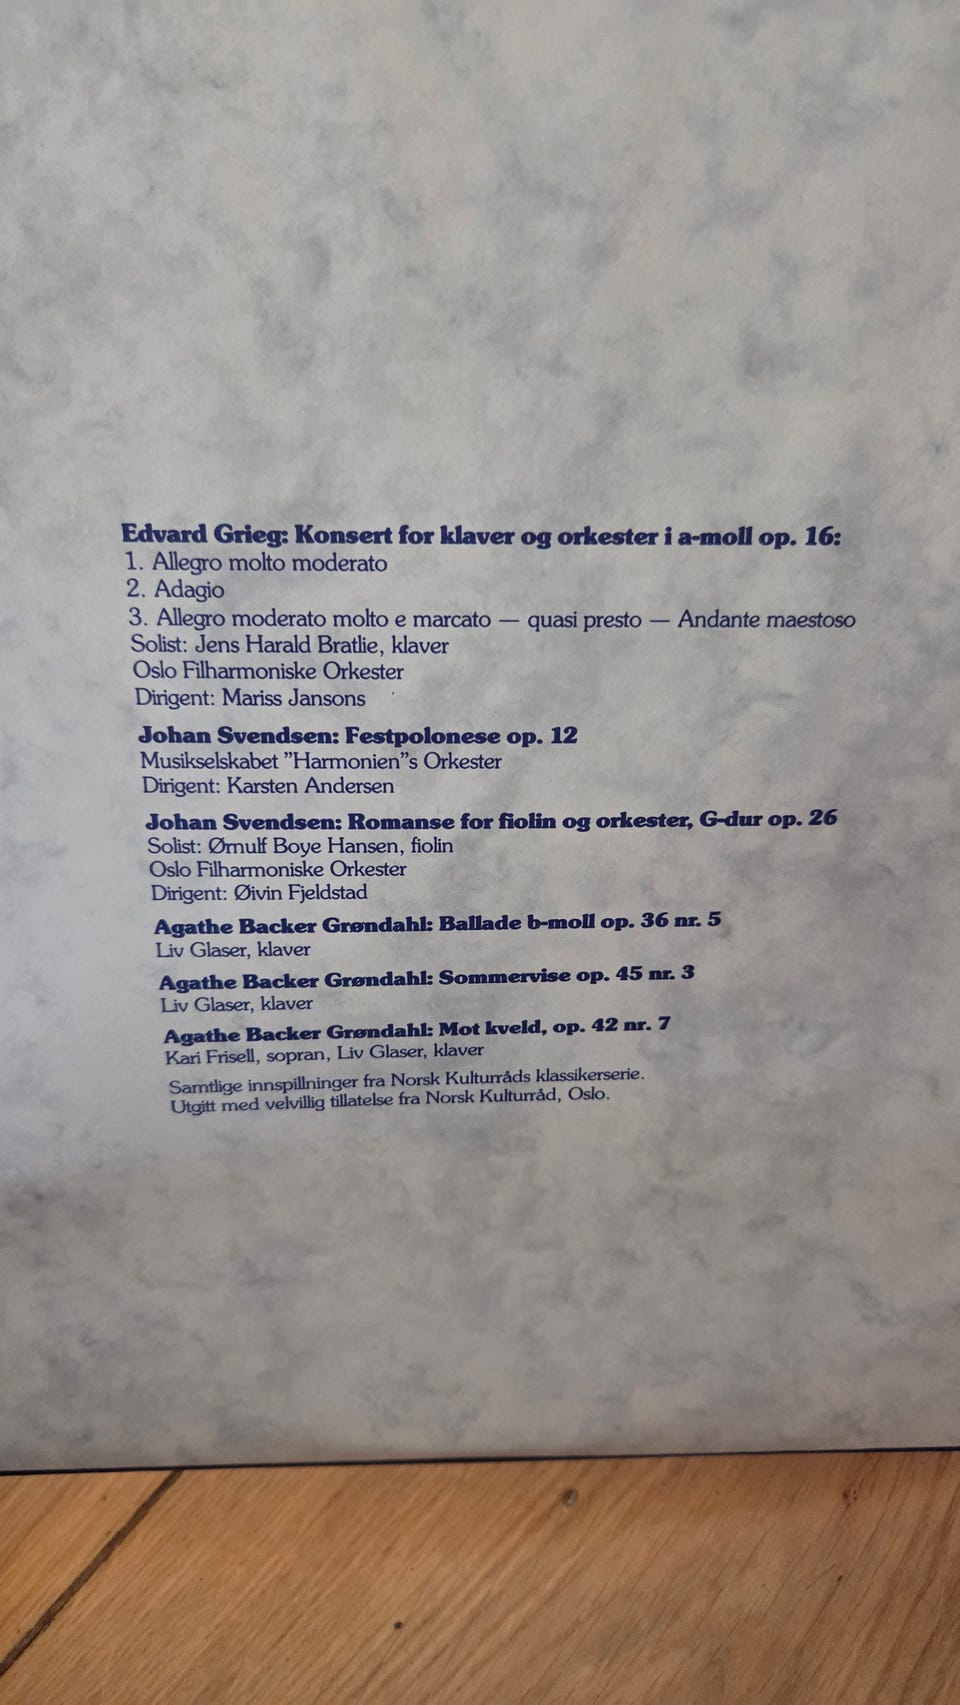 Edvard Grieg: Konsert for klaver og orkester i a-moll op. 16:
1. Allegro molto moderato
2. Adagio
3. Allegro moderato molto e marcato — quasi presto — Andante maestoso
Solist: Jens Harald Bratlie, klaver
Oslo Filharmoniske Orkester
Dirigent: Mariss Jansons
Johan Svendsen: Festpolonese op. 12
Musikselskabet ”Harmonien”s Orkester
Dirigent: Karsten Andersen
Johan Svendsen: Romanse for fiolin og orkester, G-dur op. 26
Solist: Ørnulf Boye Hansen, fiolin
Oslo Filharmoniske Orkester
Dirigent: Øivin Fjeldstad
Agathe Backer Grøndahl: Ballade b-moll op. 36 nr. 5
Liv Glaser, klaver
Agathe Backer Grøndahl: Sommervise op. 45 nr. 3
Liv Glaser, klaver
Agathe Backer Grøndahl: Mot kveld, op. 42 nr. 7
Kari Frisell, sopran, Liv Glaser, klaver
Samtlige innspillninger fra Norsk Kulturråds klassikerserie.
Utgitt med velvillig tillatelse fra Norsk Kulturråd, Oslo.